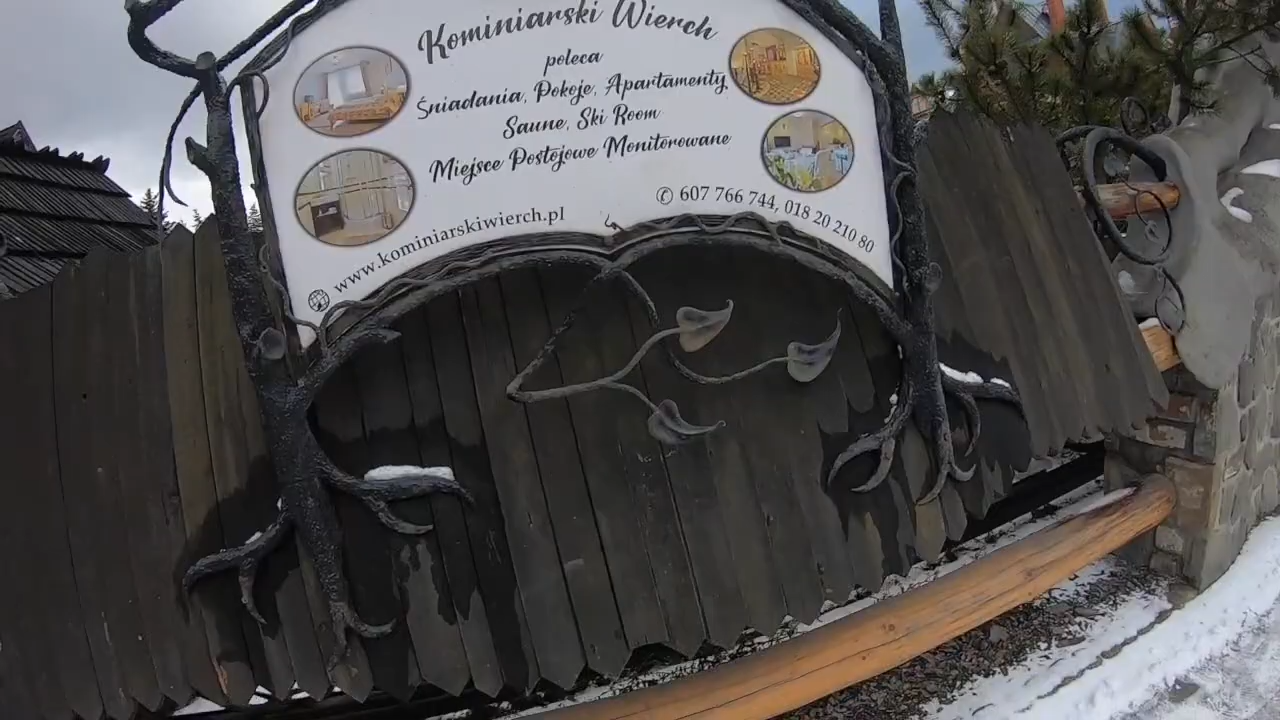 Kominiarski Wierch
poleca
Śniadania, Pokoje, Apartamenty,
Saune, Ski Room
Miejsce Postojowe Monitorowane
✆ 607 766 744, 018 20 210 80
www.kominiarskiwierch.pl